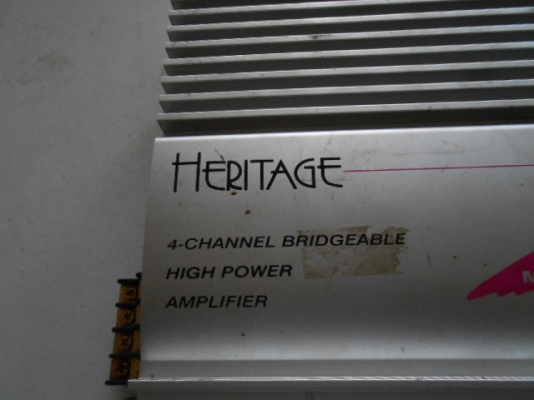 HERITAGE
4-CHANNEL BRIDGEABLE
HIGH POWER
AMPLIFIER
M